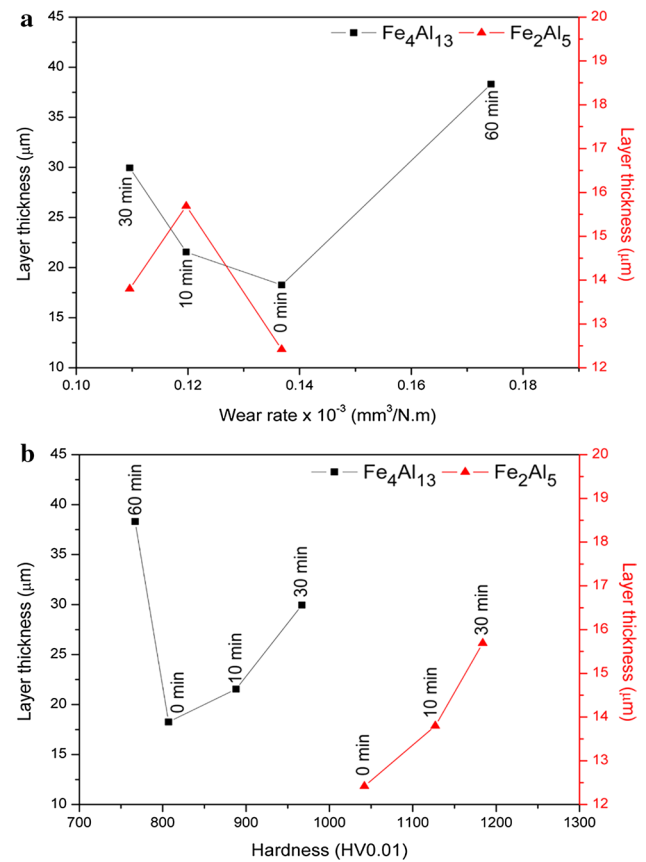 a
Fe4Al13 Fe2Al5
45
40
35
30
25
20
15
10
Layer thickness (μm)
20
19
18
17
16
15
14
13
12
Layer thickness (μm)
30 min
10 min
0 min
60 min
0.10 0.12 0.14 0.16 0.18
Wear rate x 10-3 (mm3/N.m)
b
Fe4Al13 Fe2Al5
45
40
35
30
25
20
15
10
Layer thickness (μm)
20
19
18
17
16
15
14
13
12
Layer thickness (μm)
60 min
0 min
10 min
30 min
0 min
10 min
30 min
700 800 900 1000 1100 1200 1300
Hardness (HV0.01)